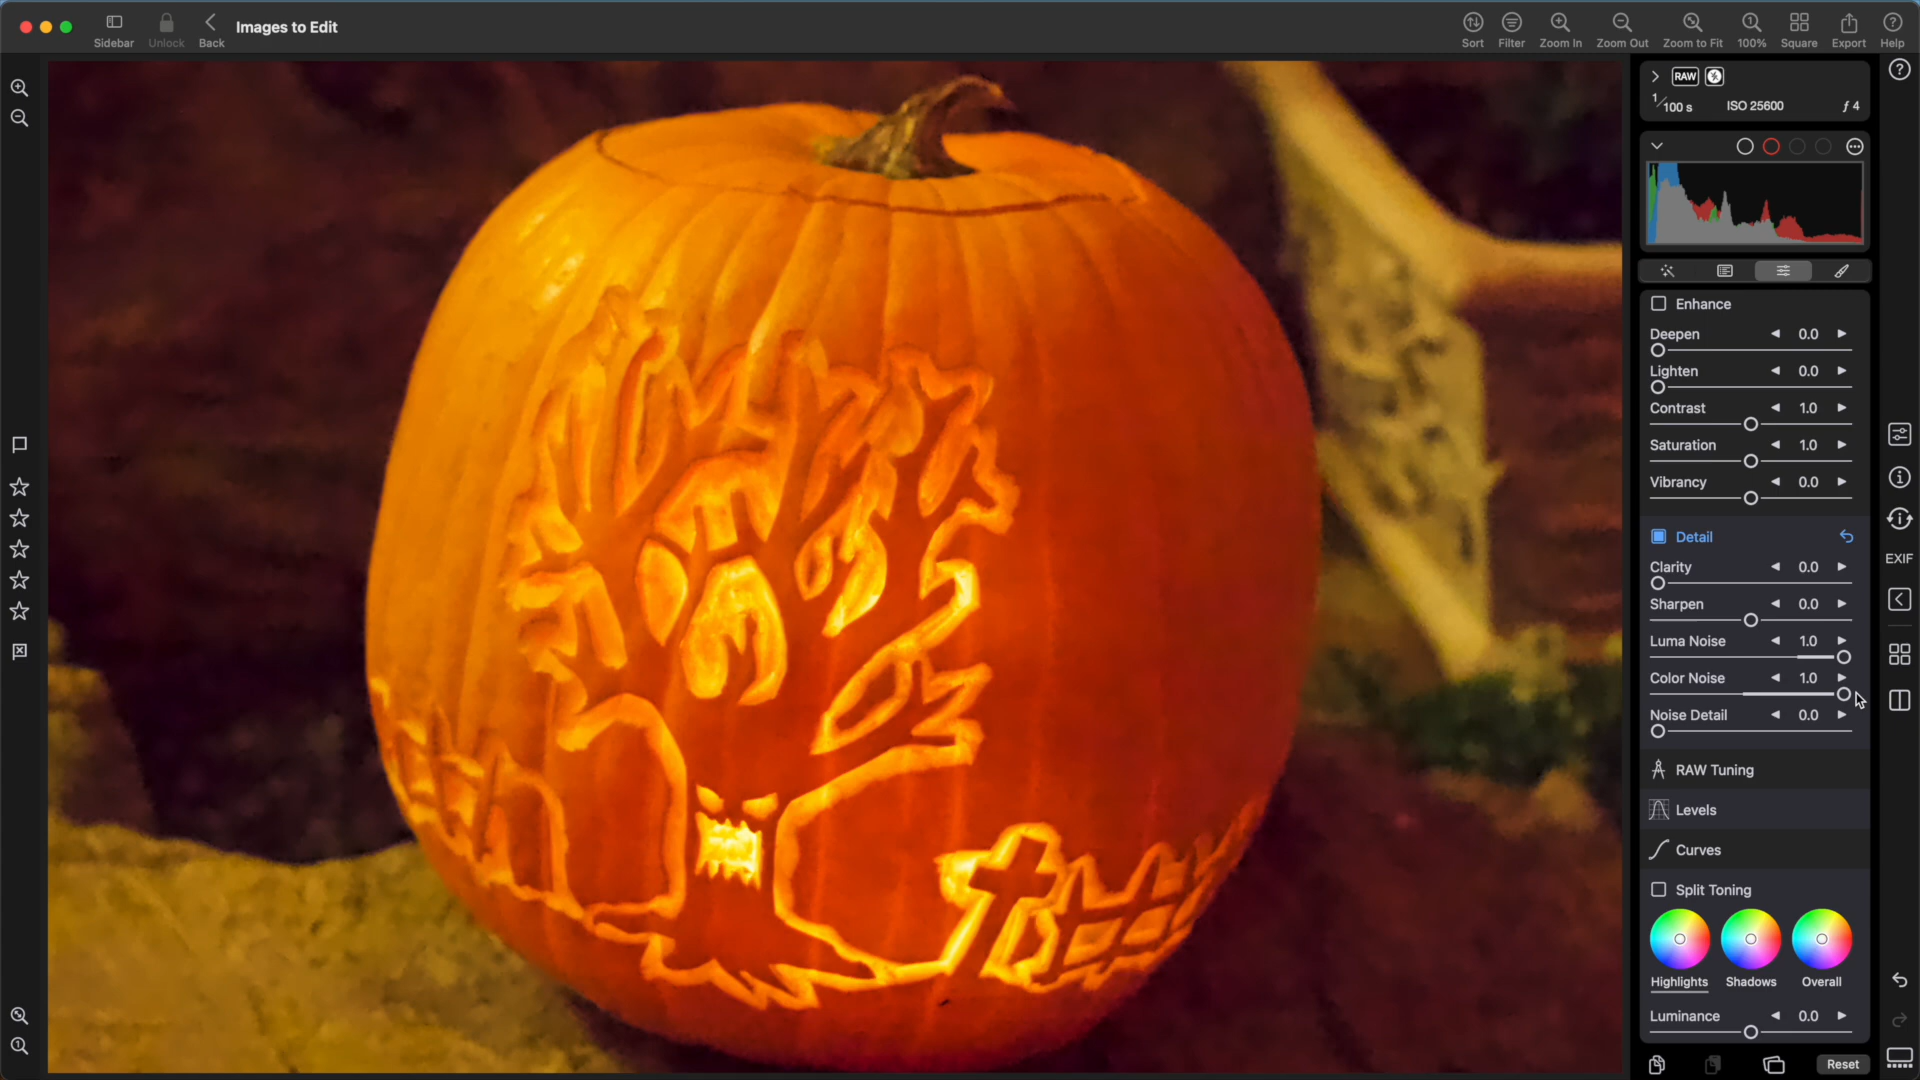 Sidebar
Unlock
Back
Images to Edit
Sort
Filter
Zoom In
Zoom Out
Zoom to Fit
100%
Square
Export
Help
RAW
1/100 s
ISO 25600
ƒ 4
Enhance
Deepen 0.0
Lighten 0.0
Contrast 1.0
Saturation 1.0
Vibrancy 0.0
Detail
Clarity 0.0
Sharpen 0.0
Luma Noise 1.0
Color Noise 1.0
Noise Detail 0.0
RAW Tuning
Levels
Curves
Split Toning
Highlights
Shadows
Overall
Luminance 0.0
Reset
EXIF